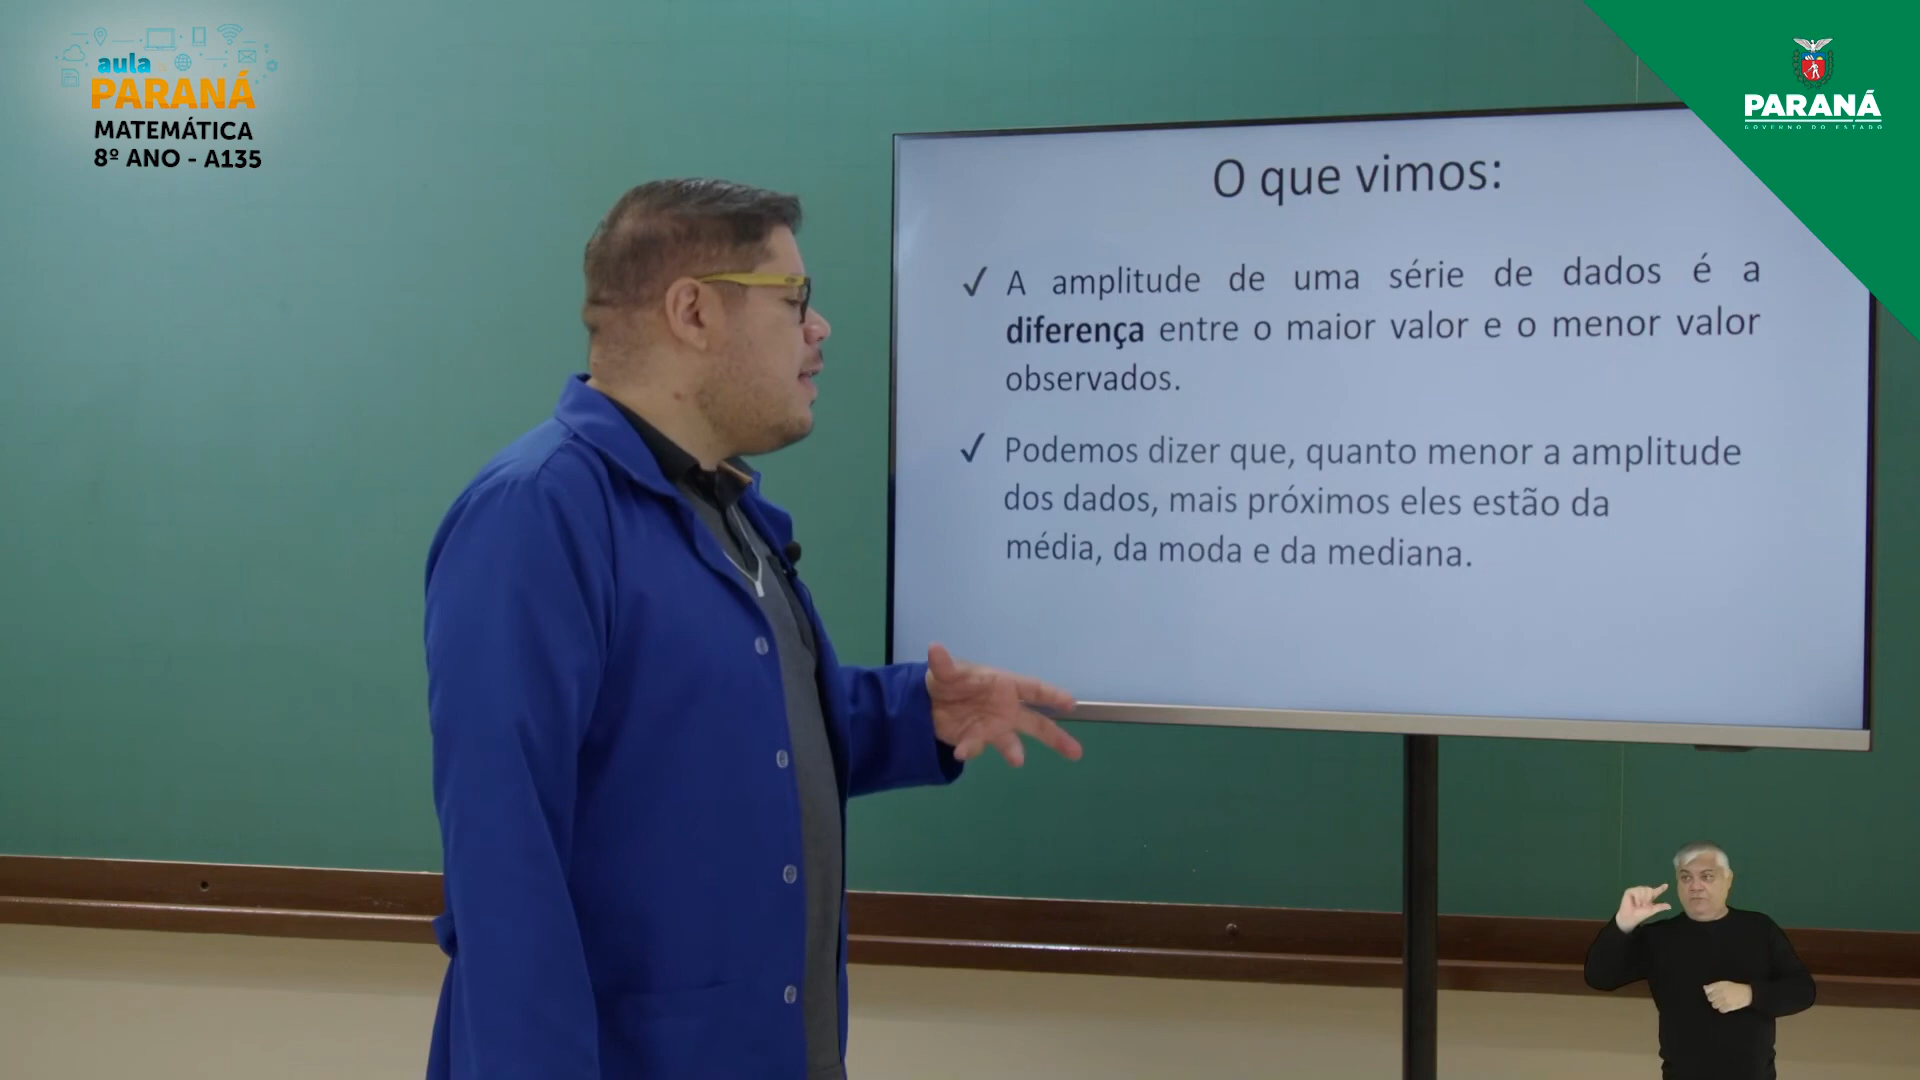 aula
PARANÁ
MATEMÁTICA
8º ANO - A135
PARANÁ
GOVERNO DO ESTADO
O que vimos:
✓ A amplitude de uma série de dados é a
diferença entre o maior valor e o menor valor
observados.
✓ Podemos dizer que, quanto menor a amplitude
dos dados, mais próximos eles estão da
média, da moda e da mediana.